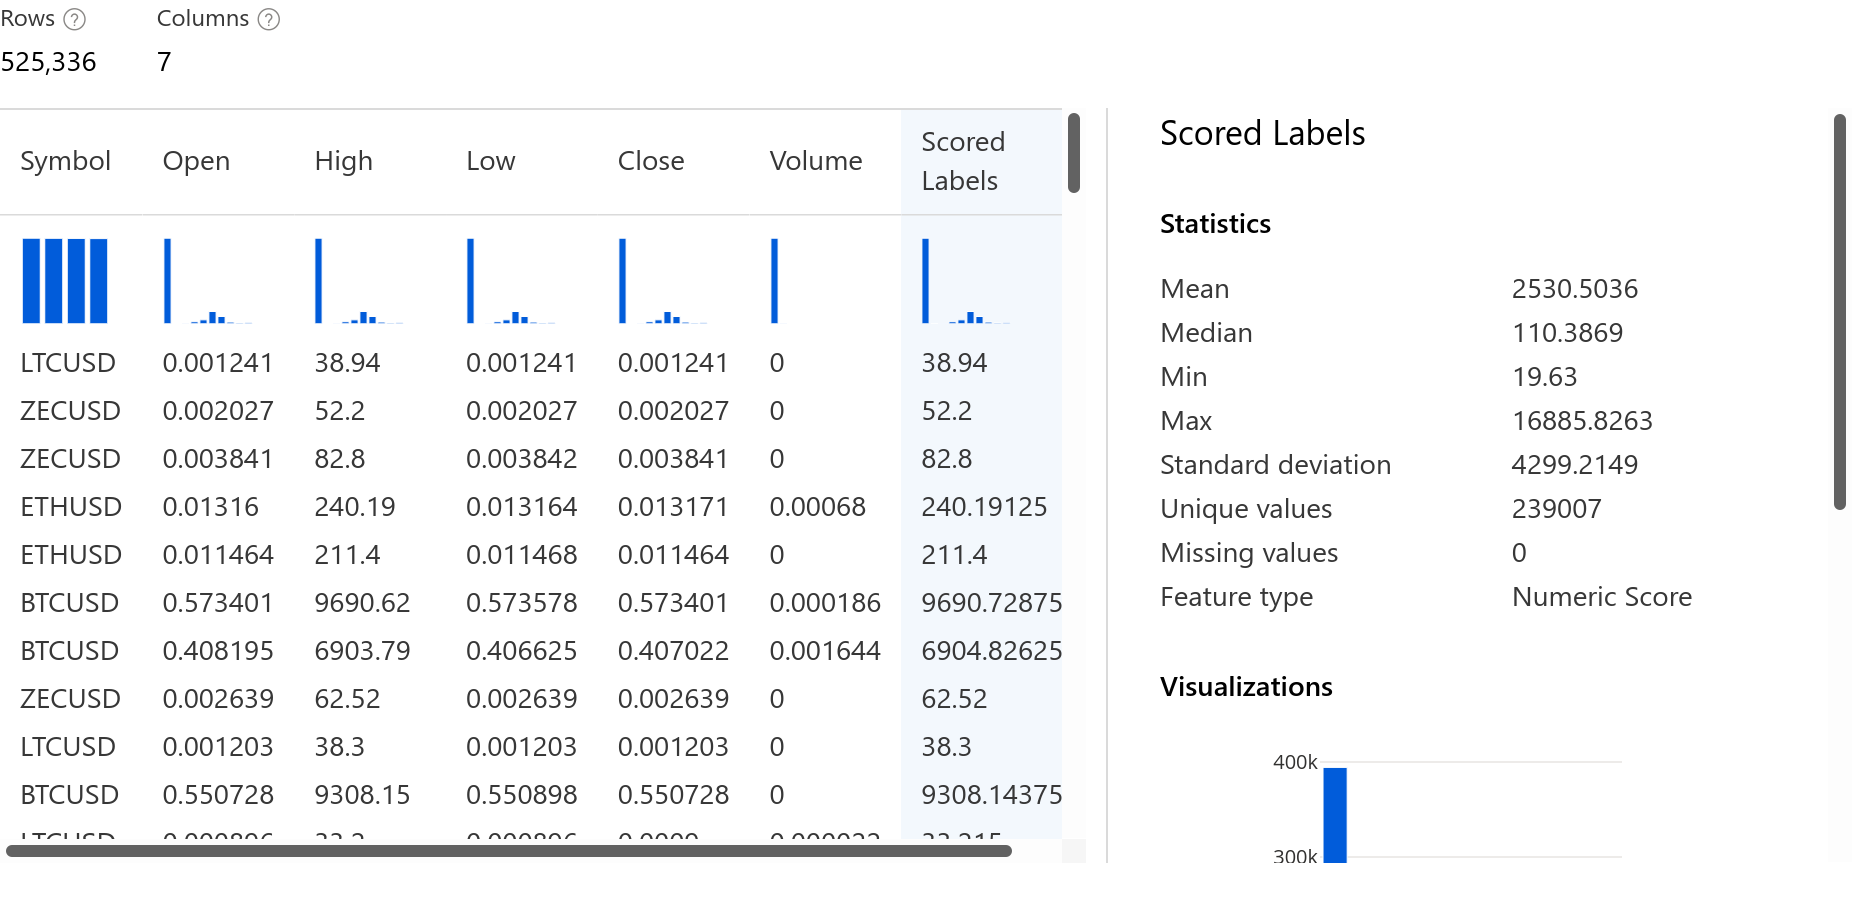 Rows Columns
525,336 7
Symbol Open High Low Close Volume Scored Labels
LTCUSD 0.001241 38.94 0.001241 0.001241 0 38.94
ZECUSD 0.002027 52.2 0.002027 0.002027 0 52.2
ZECUSD 0.003841 82.8 0.003842 0.003841 0 82.8
ETHUSD 0.01316 240.19 0.013164 0.013171 0.00068 240.19125
ETHUSD 0.011464 211.4 0.011468 0.011464 0 211.4
BTCUSD 0.573401 9690.62 0.573578 0.573401 0.000186 9690.72875
BTCUSD 0.408195 6903.79 0.406625 0.407022 0.001644 6904.82625
ZECUSD 0.002639 62.52 0.002639 0.002639 0 62.52
LTCUSD 0.001203 38.3 0.001203 0.001203 0 38.3
BTCUSD 0.550728 9308.15 0.550898 0.550728 0 9308.14375
Scored Labels
Statistics
Mean 2530.5036
Median 110.3869
Min 19.63
Max 16885.8263
Standard deviation 4299.2149
Unique values 239007
Missing values 0
Feature type Numeric Score
Visualizations
400k
300k